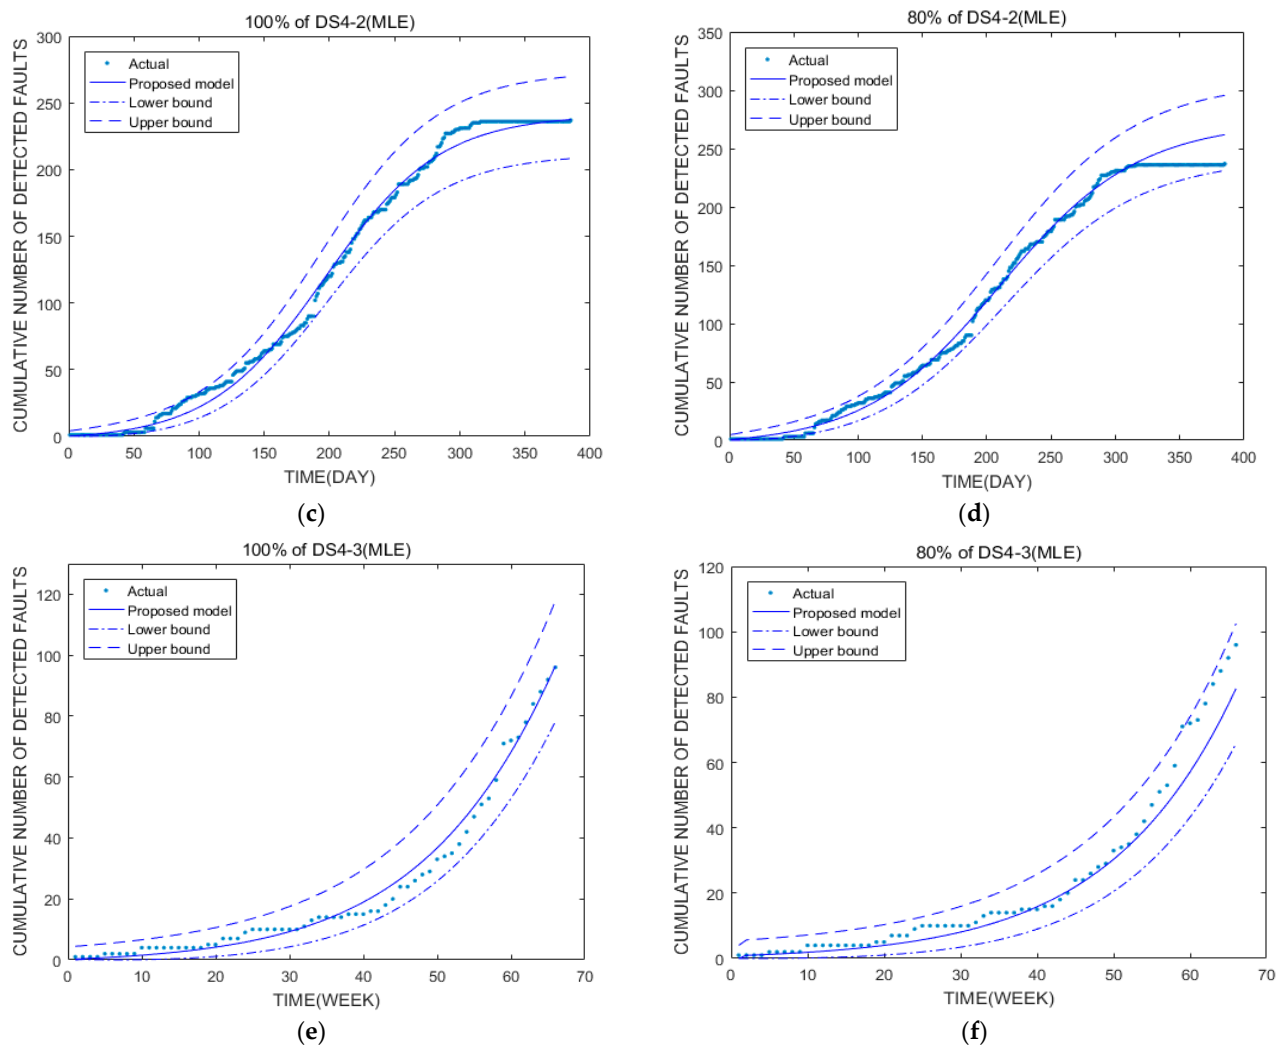 100% of DS4-2(MLE)
CUMULATIVE NUMBER OF DETECTED FAULTS
300
250
200
150
100
50
0
Actual
Proposed model
Lower bound
Upper bound
0 50 100 150 200 250 300 350 400
TIME(DAY)
(c)
80% of DS4-2(MLE)
CUMULATIVE NUMBER OF DETECTED FAULTS
350
300
250
200
150
100
50
0
Actual
Proposed model
Lower bound
Upper bound
0 50 100 150 200 250 300 350 400
TIME(DAY)
(d)
100% of DS4-3(MLE)
CUMULATIVE NUMBER OF DETECTED FAULTS
120
100
80
60
40
20
0
Actual
Proposed model
Lower bound
Upper bound
0 10 20 30 40 50 60 70
TIME(WEEK)
(e)
80% of DS4-3(MLE)
CUMULATIVE NUMBER OF DETECTED FAULTS
120
100
80
60
40
20
0
Actual
Proposed model
Lower bound
Upper bound
0 10 20 30 40 50 60 70
TIME(WEEK)
(f)